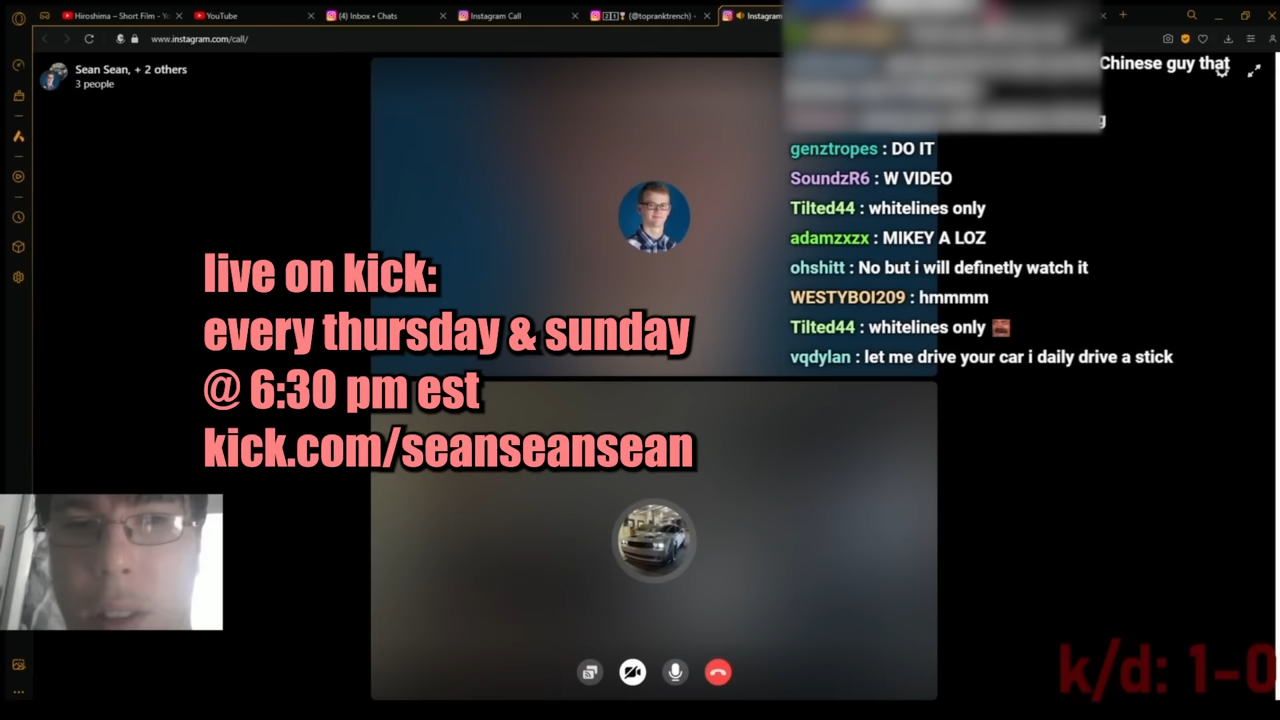 Hiroshima – Short Film - Y
YouTube
(4) Inbox • Chats
Instagram Call
(@topranktrench) •
Instagram
www.instagram.com/call/
Sean Sean, + 2 others
3 people
Chinese guy that
genztropes : DO IT
SoundzR6 : W VIDEO
Tilted44 : whitelines only
adamzxzx : MIKEY A LOZ
ohshitt : No but i will definetly watch it
WESTYBOI209 : hmmmm
Tilted44 : whitelines only
vqdylan : let me drive your car i daily drive a stick
live on kick:
every thursday & sunday
@ 6:30 pm est
kick.com/seanseansean
k/d: 1-0